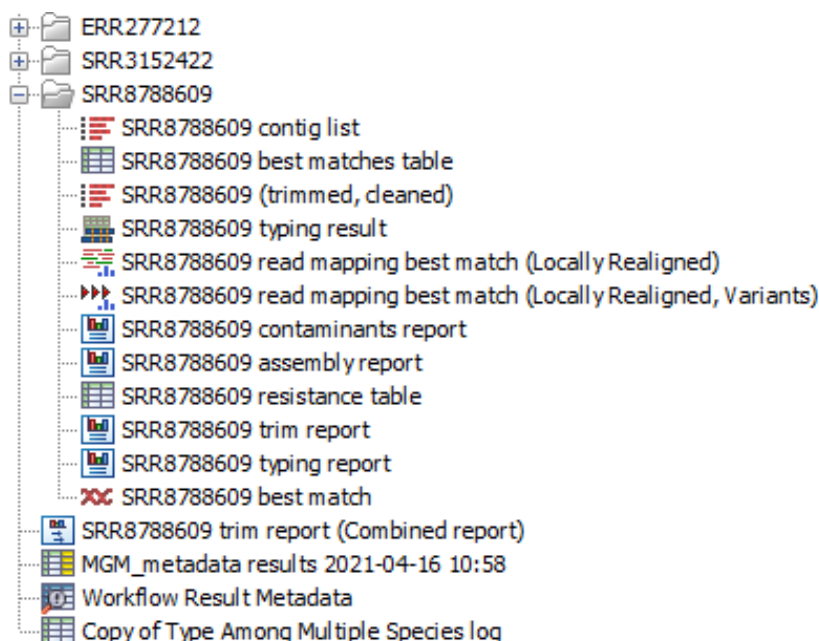 ERR277212
SRR3152422
SRR8788609
SRR8788609 contig list
SRR8788609 best matches table
SRR8788609 (trimmed, cleaned)
SRR8788609 typing result
SRR8788609 read mapping best match (Locally Realigned)
SRR8788609 read mapping best match (Locally Realigned, Variants)
SRR8788609 contaminants report
SRR8788609 assembly report
SRR8788609 resistance table
SRR8788609 trim report
SRR8788609 typing report
SRR8788609 best match
SRR8788609 trim report (Combined report)
MGM_metadata results 2021-04-16 10:58
Workflow Result Metadata
Copy of Type Among Multiple Species log